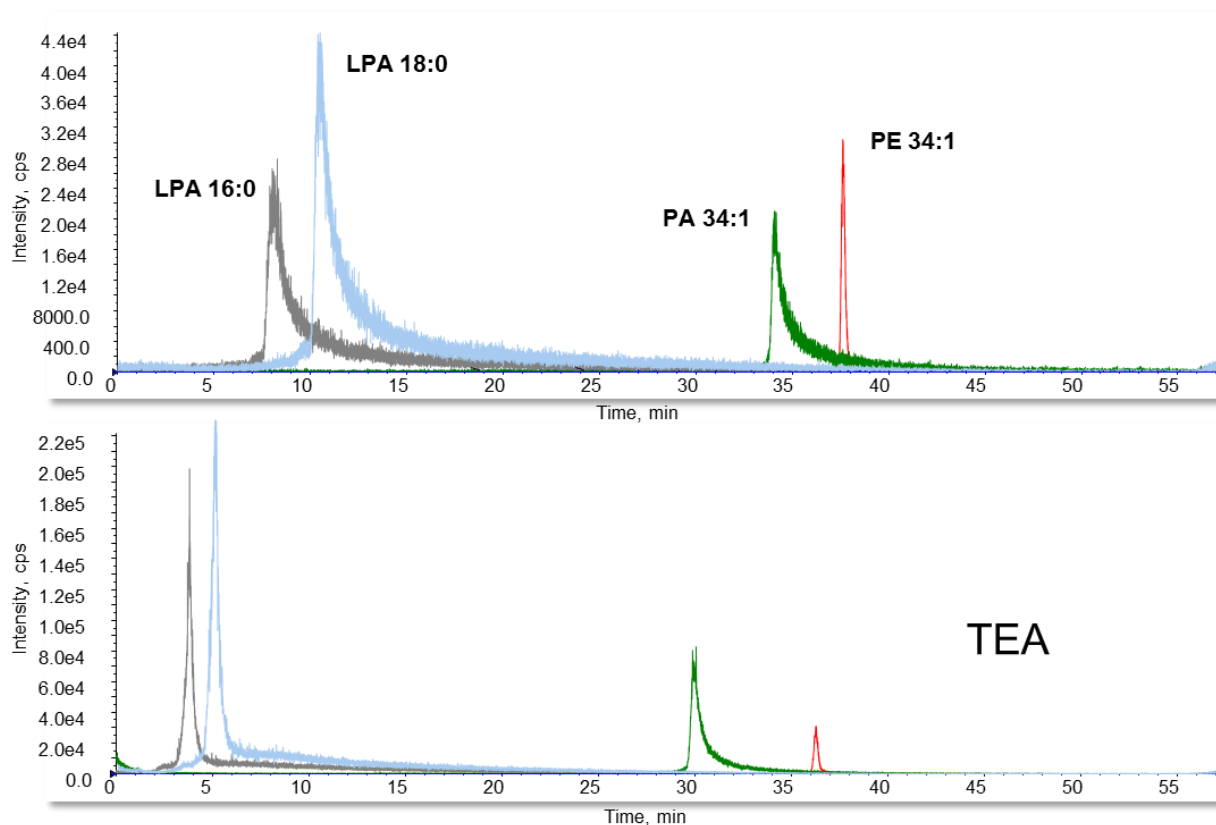 4.4e4
4.0e4
3.6e4
3.2e4
2.8e4
2.4e4
2.0e4
1.6e4
1.2e4
8000.0
400.0
0.0
Intensity, cps
LPA 16:0
LPA 18:0
PA 34:1
PE 34:1
0 5 10 15 20 25 30 35 40 45 50 55
Time, min
2.2e5
2.0e5
1.8e5
1.6e5
1.4e5
1.2e5
1.0e5
8.0e4
6.0e4
4.0e4
2.0e4
0.0
Intensity, cps
TEA
0 5 10 15 20 25 30 35 40 45 50 55
Time, min